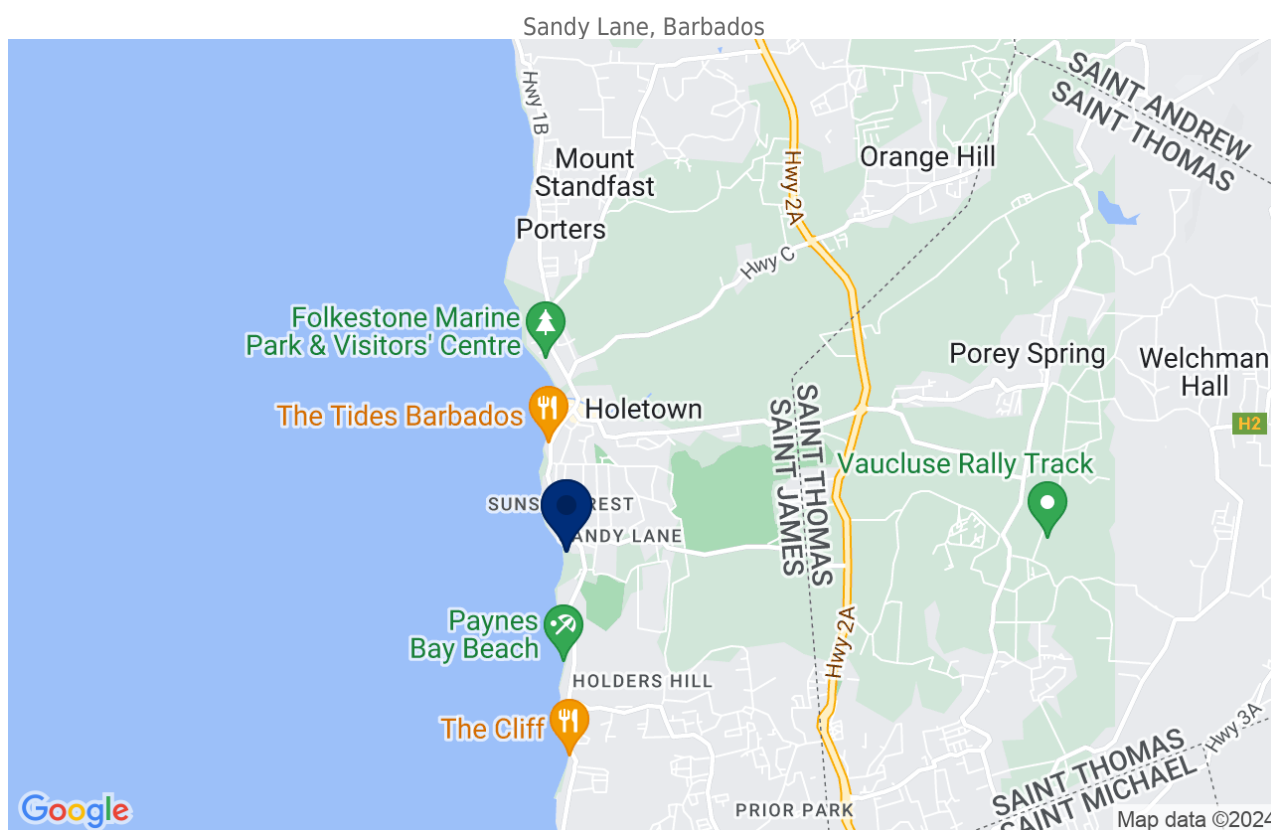 Sandy Lane, Barbados
Hwy 1B
Hwy 2A
SAINT ANDREW
SAINT THOMAS
Mount
Standfast
Orange Hill
Porters
Hwy C
Folkestone Marine
Park & Visitors' Centre
Porey Spring
Welchman
Hall
The Tides Barbados
Holetown
H2
SAINT THOMAS
SAINT JAMES
Vaucluse Rally Track
SUNS REST
ANDY LANE
Paynes
Bay Beach
Hwy 2A
HOLDERS HILL
The Cliff
Hwy 3A
SAINT THOMAS
SAINT MICHAEL
PRIOR PARK
Google
Map data ©2024